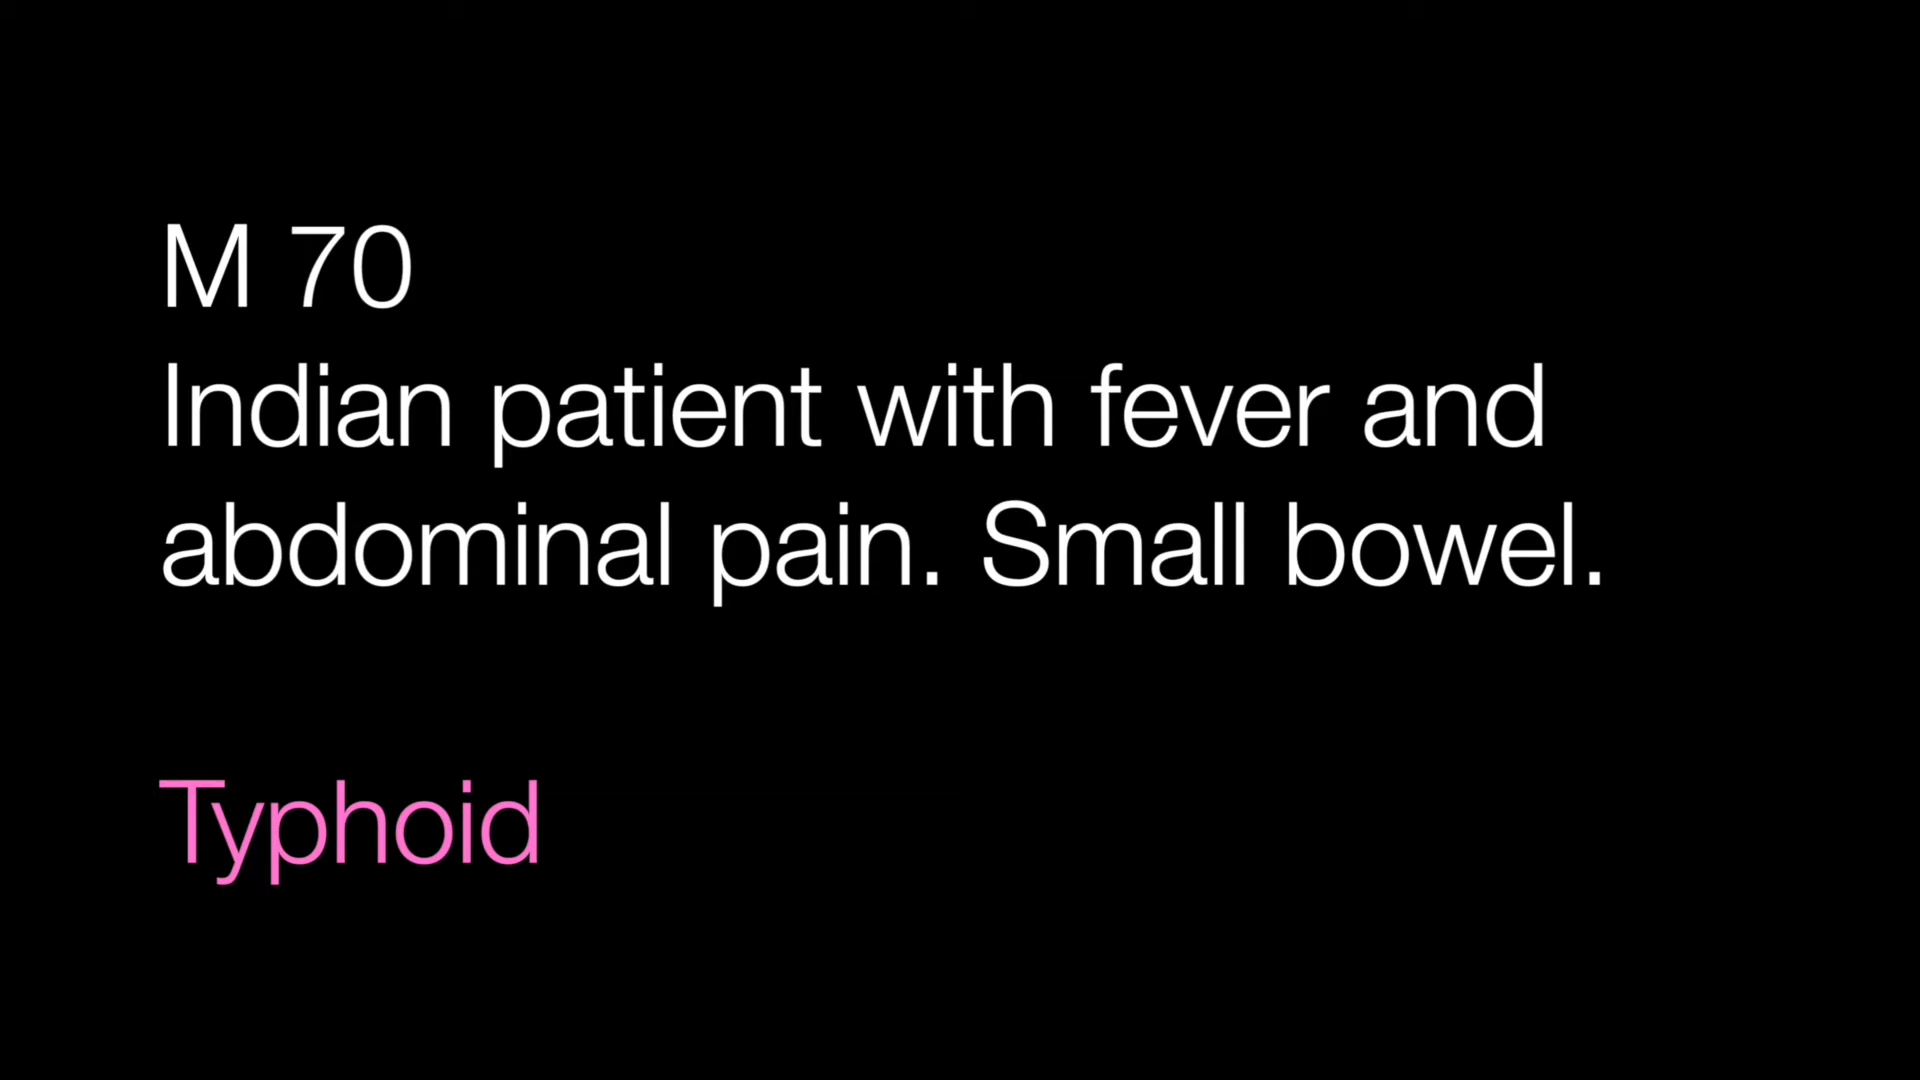 M 70
Indian patient with fever and
abdominal pain. Small bowel.
Typhoid